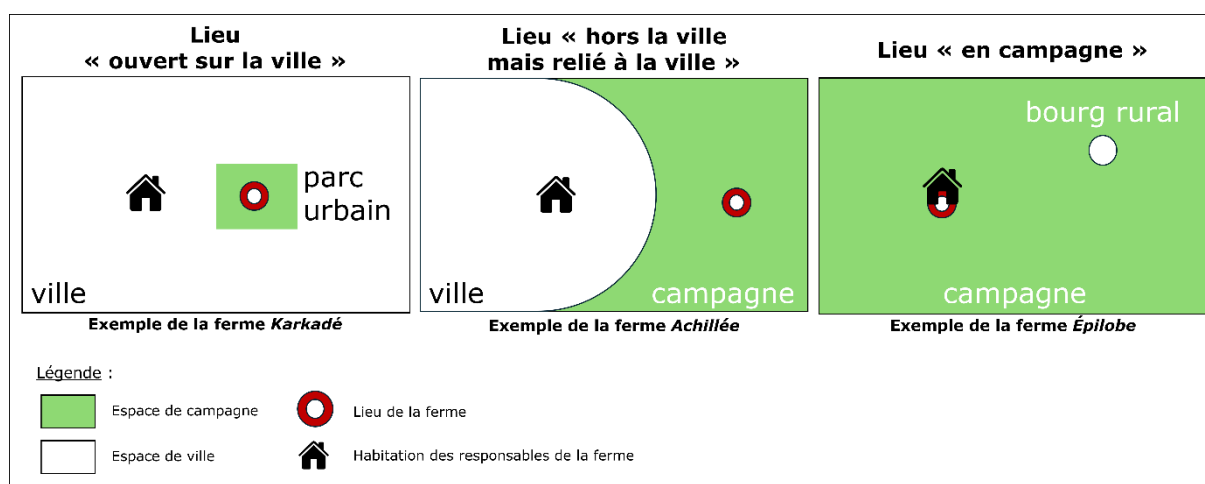 Lieu
« ouvert sur la ville »
Lieu « hors la ville
mais relié à la ville »
Lieu « en campagne »
parc
urbain
ville
ville
campagne
bourg rural
campagne
Exemple de la ferme Karkadé
Exemple de la ferme Achillée
Exemple de la ferme Épilobe
Légende :
Espace de campagne
Lieu de la ferme
Espace de ville
Habitation des responsables de la ferme